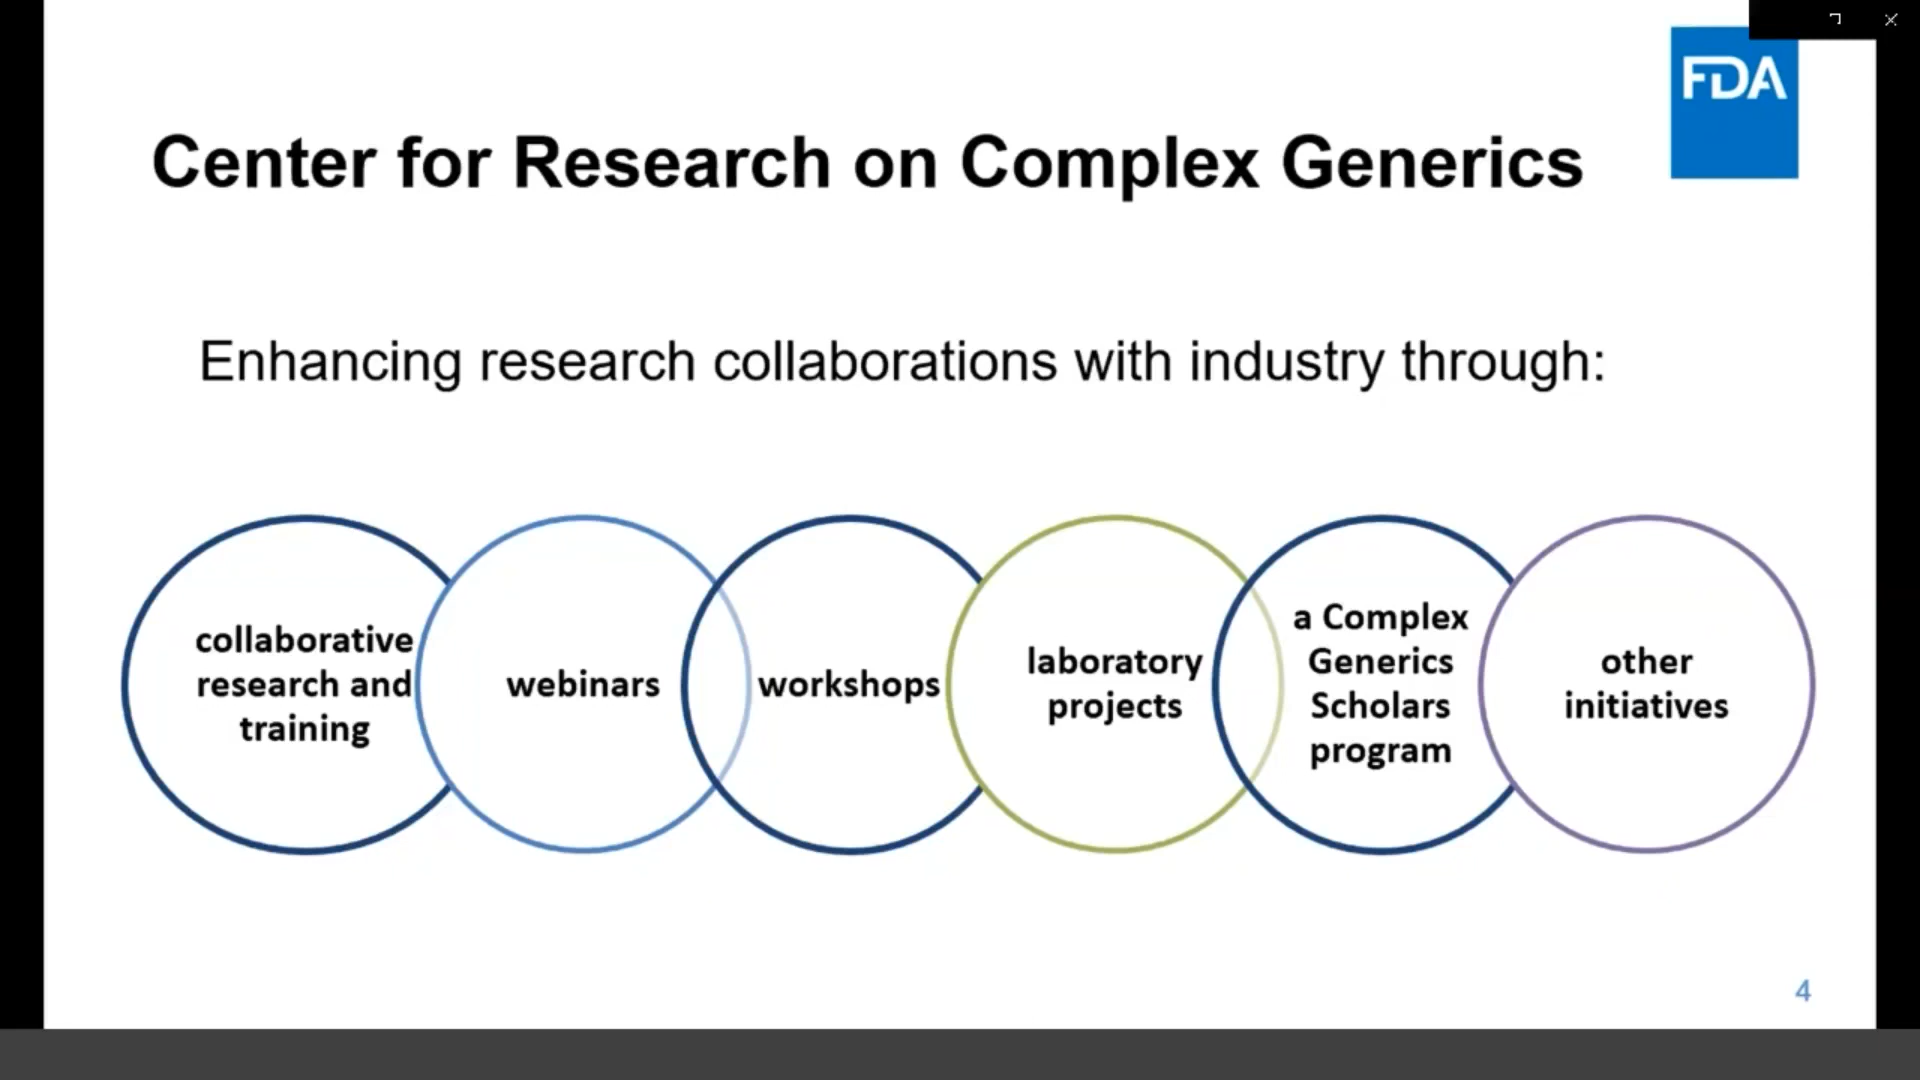 FDA
Center for Research on Complex Generics
Enhancing research collaborations with industry through:
collaborative
research and
training
webinars
workshops
laboratory
projects
a Complex
Generics
Scholars
program
other
initiatives
4